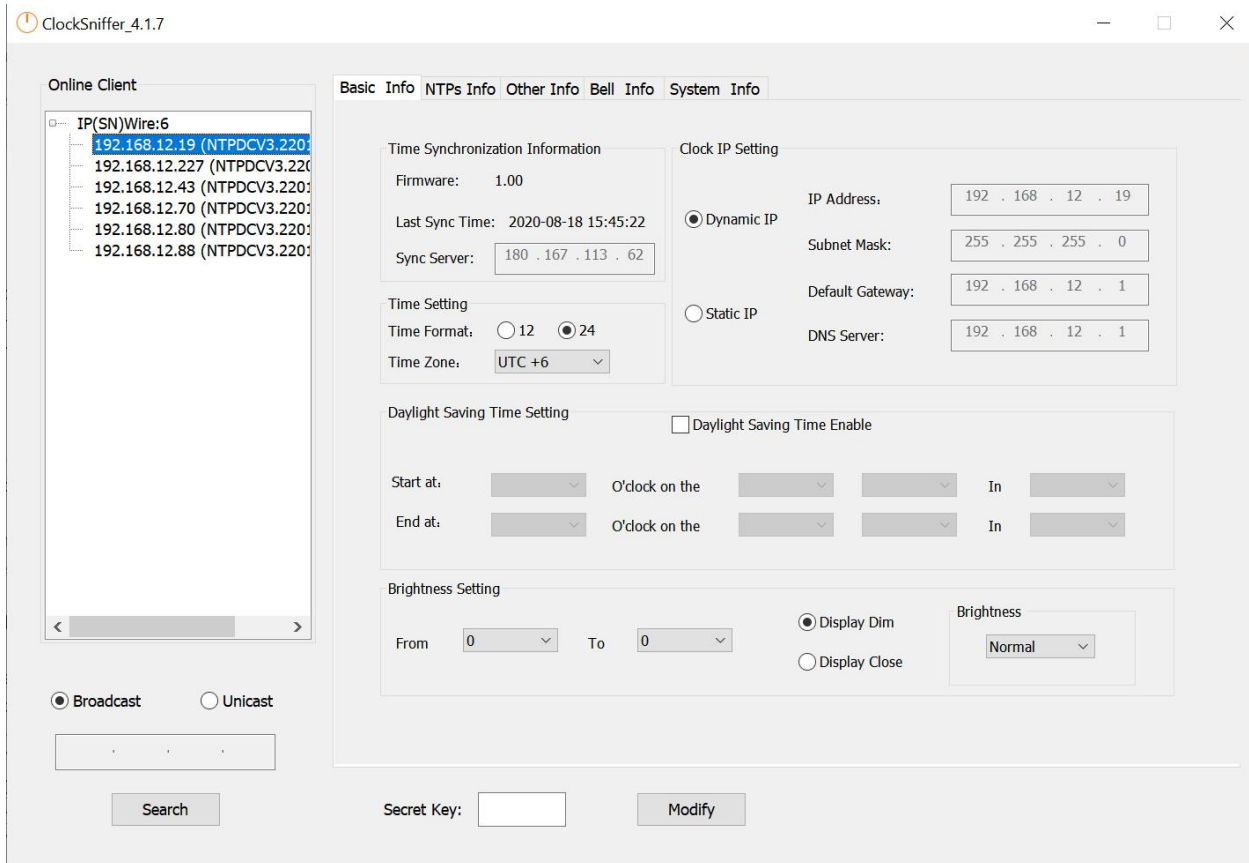 ClockSniffer_4.1.7
Online Client
IP(SN)Wire:6
192.168.12.19 (NTPDCV3.2201
192.168.12.227 (NTPDCV3.220
192.168.12.43 (NTPDCV3.2201
192.168.12.70 (NTPDCV3.2201
192.168.12.80 (NTPDCV3.2201
192.168.12.88 (NTPDCV3.2201
Broadcast Unicast
. . .
Search
Basic Info NTPs Info Other Info Bell Info System Info
Time Synchronization Information
Firmware: 1.00
Last Sync Time: 2020-08-18 15:45:22
Sync Server: 180 . 167 . 113 . 62
Time Setting
Time Format: 12 24
Time Zone: UTC +6
Clock IP Setting
Dynamic IP
Static IP
IP Address: 192 . 168 . 12 . 19
Subnet Mask: 255 . 255 . 255 . 0
Default Gateway: 192 . 168 . 12 . 1
DNS Server: 192 . 168 . 12 . 1
Daylight Saving Time Setting
Daylight Saving Time Enable
Start at: O'clock on the In
End at: O'clock on the In
Brightness Setting
From 0 To 0
Display Dim
Display Close
Brightness
Normal
Secret Key: Modify